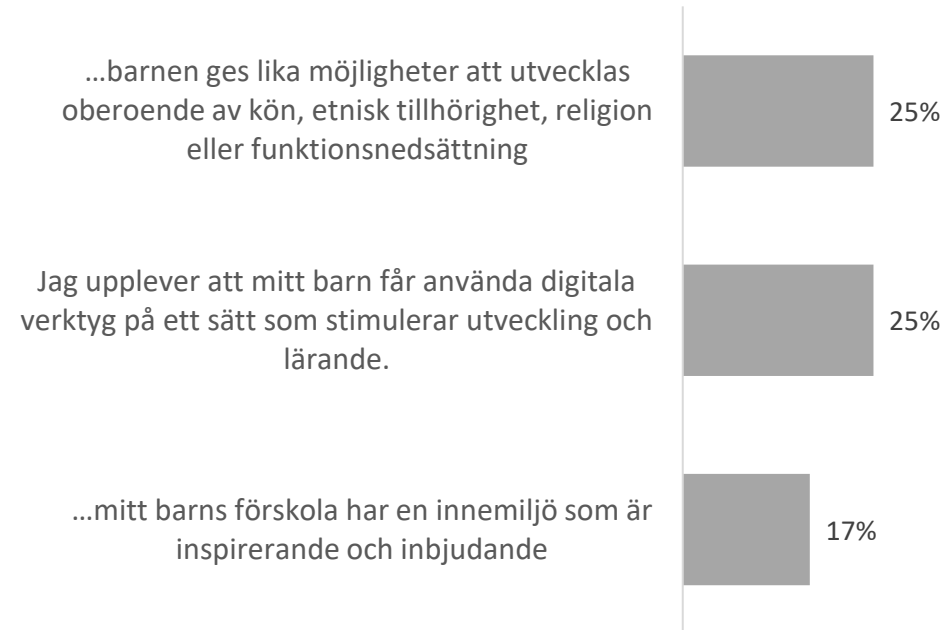 …barnen ges lika möjligheter att utvecklas
oberoende av kön, etnisk tillhörighet, religion
eller funktionsnedsättning
25%
Jag upplever att mitt barn får använda digitala
verktyg på ett sätt som stimulerar utveckling och
lärande.
25%
…mitt barns förskola har en innemiljö som är
inspirerande och inbjudande
17%